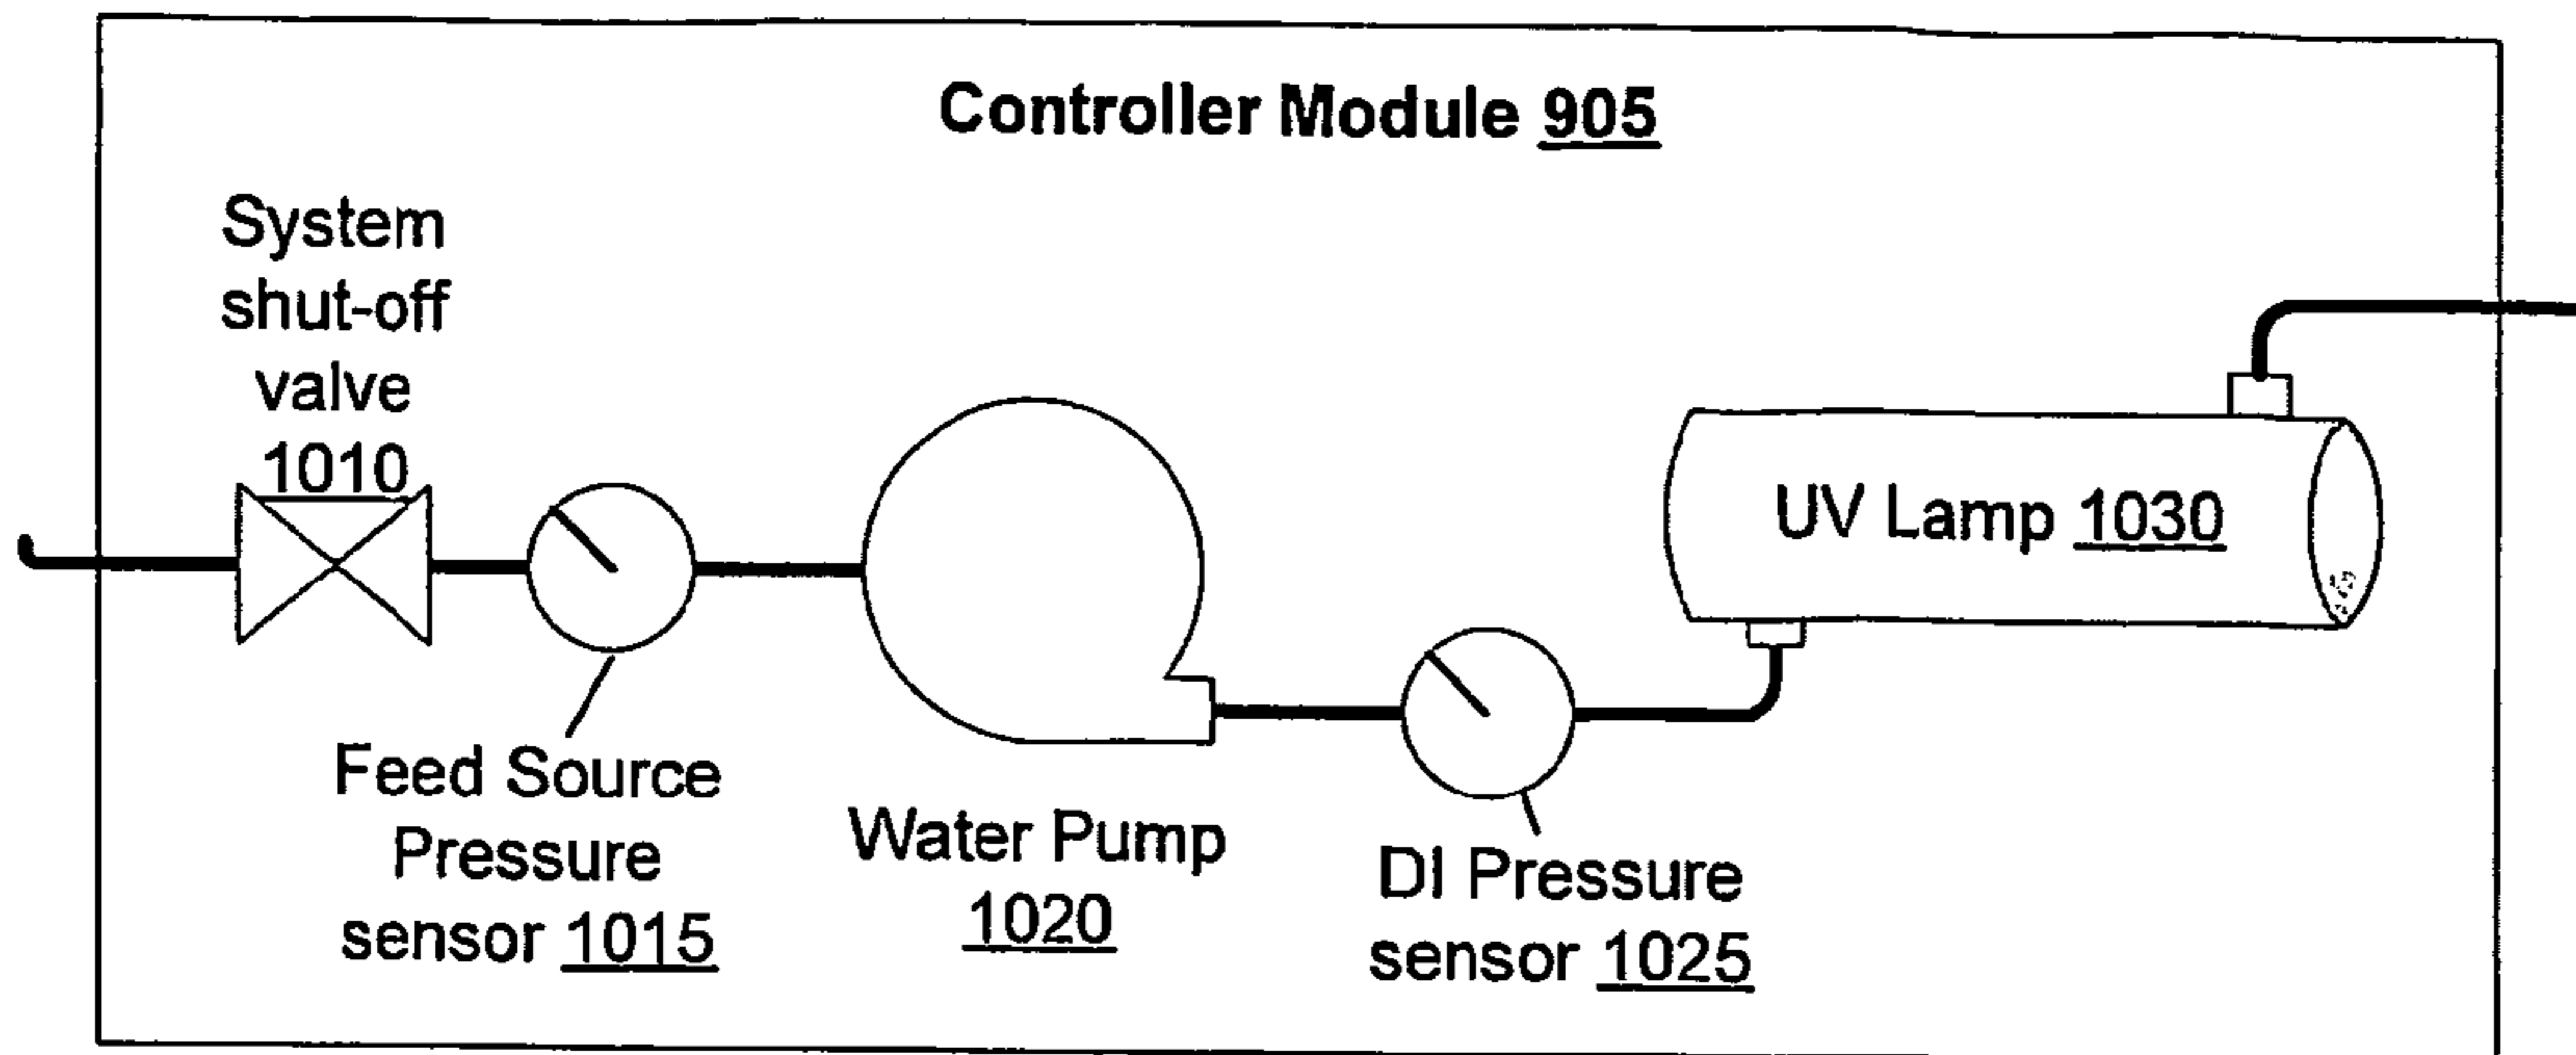 Controller Module 905
System
shut-off
valve
1010
UV Lamp 1030
Feed Source
Pressure
sensor 1015
Water Pump
1020
DI Pressure
sensor 1025